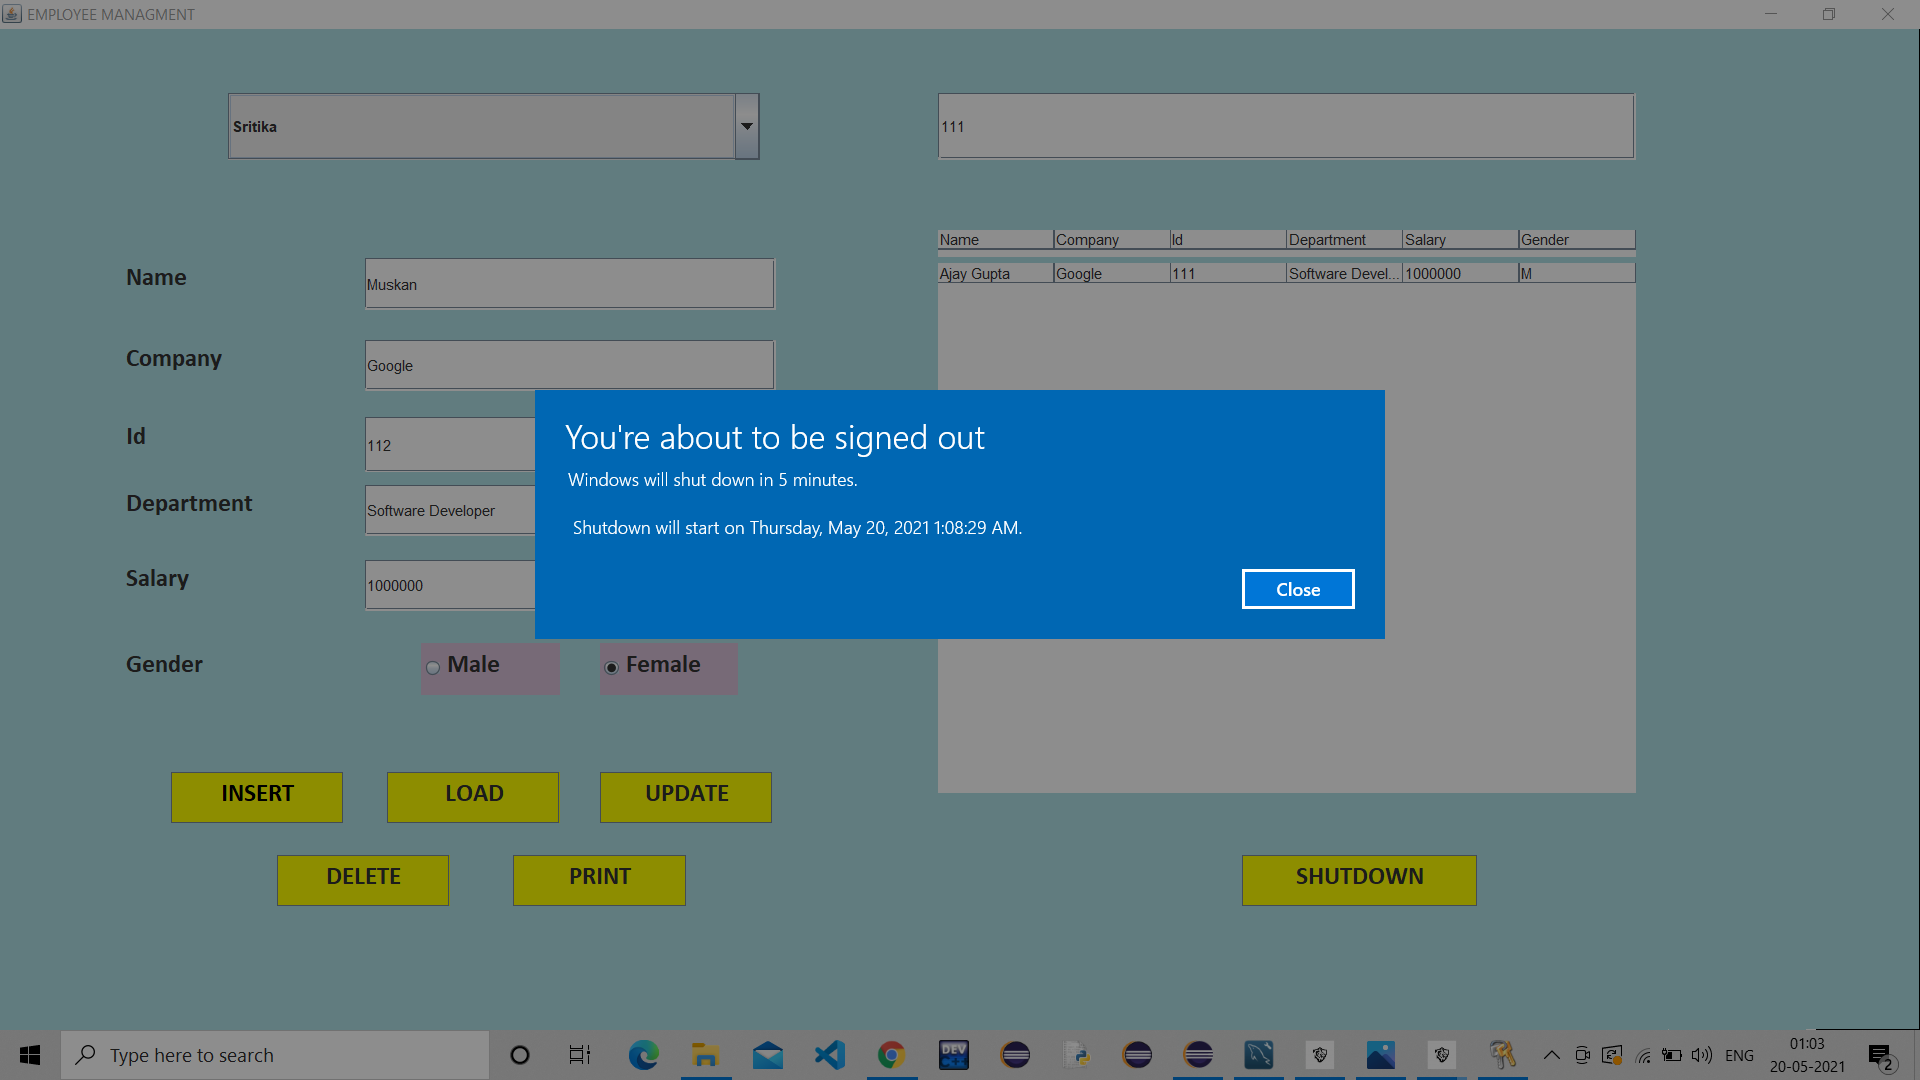 EMPLOYEE MANAGMENT
Sritika
111
Name Company Id Department Salary Gender
Ajay Gupta Google 111 Software Devel... 1000000 M
Name Muskan
Company Google
Id 112
Department Software Developer
Salary 1000000
Gender Male Female
You're about to be signed out
Windows will shut down in 5 minutes.
Shutdown will start on Thursday, May 20, 2021 1:08:29 AM.
Close
INSERT LOAD UPDATE
DELETE PRINT SHUTDOWN
Type here to search
DEV
C++
ENG
01:03
20-05-2021
2